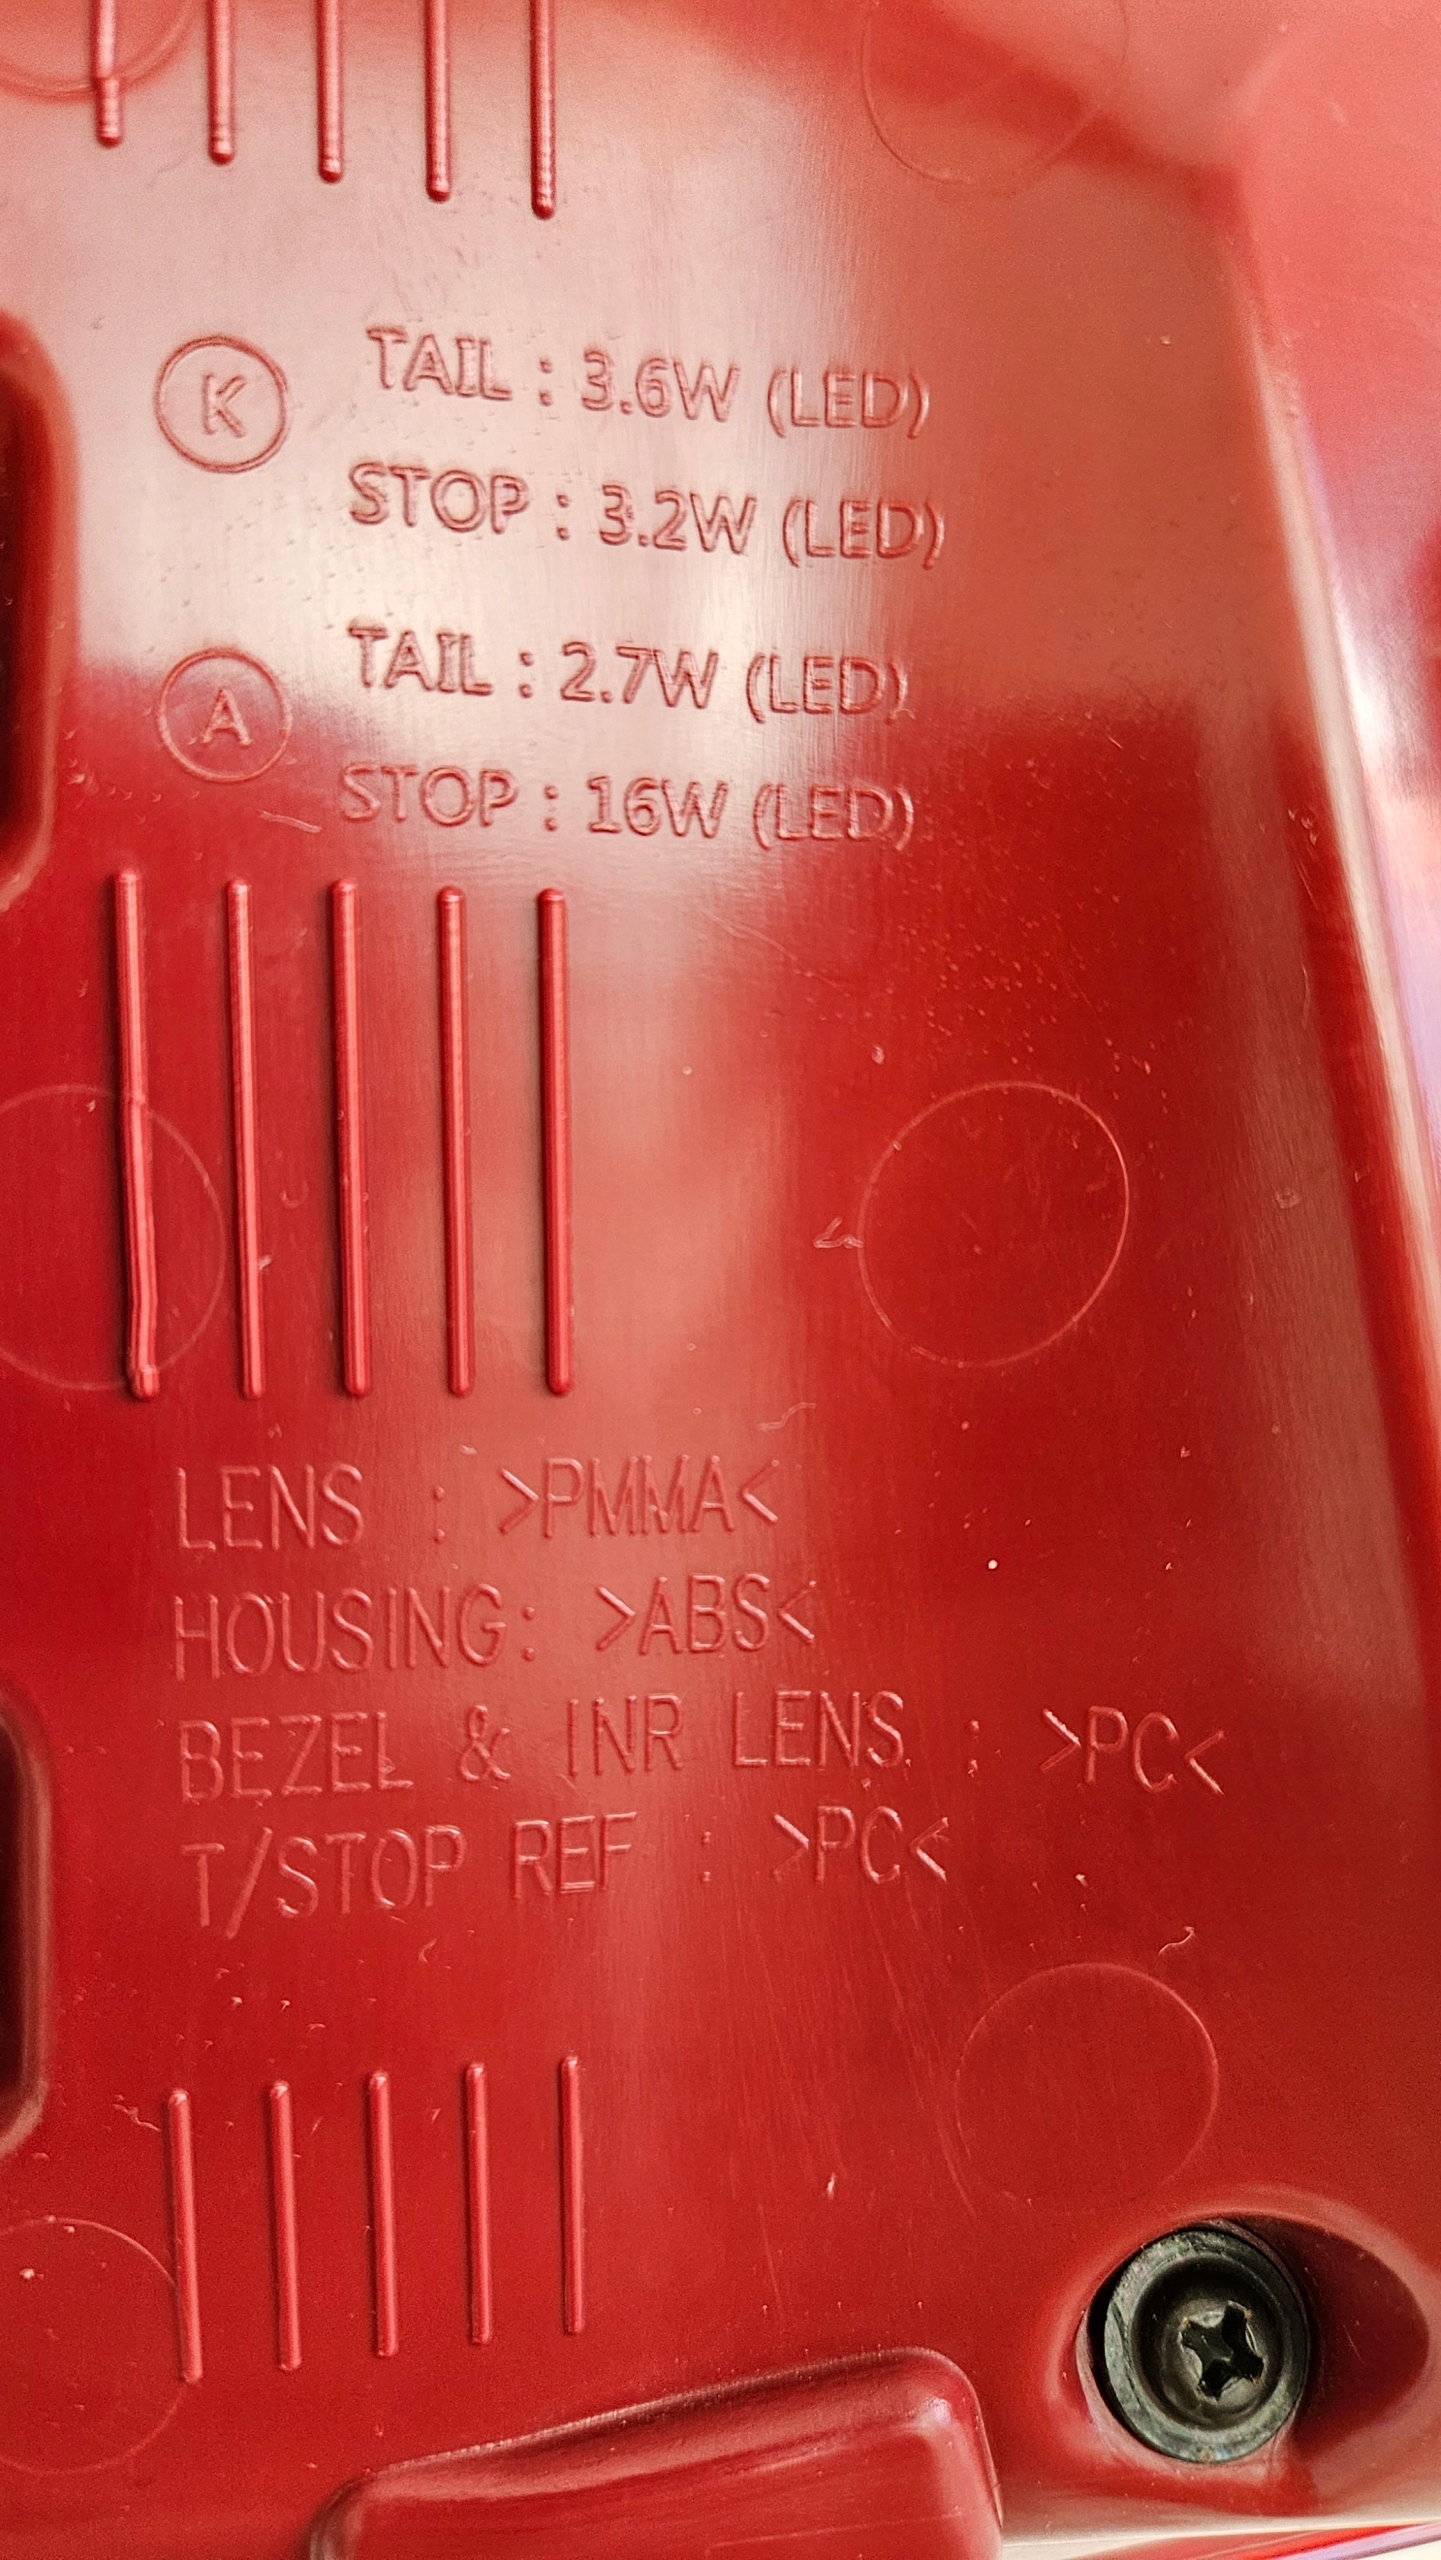 K TAIL : 3.6W (LED)
STOP : 3.2W (LED)
A TAIL : 2.7W (LED)
STOP : 16W (LED)
LENS : >PMMA<
HOUSING: >ABS<
BEZEL & INR LENS : >PC<
T/STOP REF : >PC<